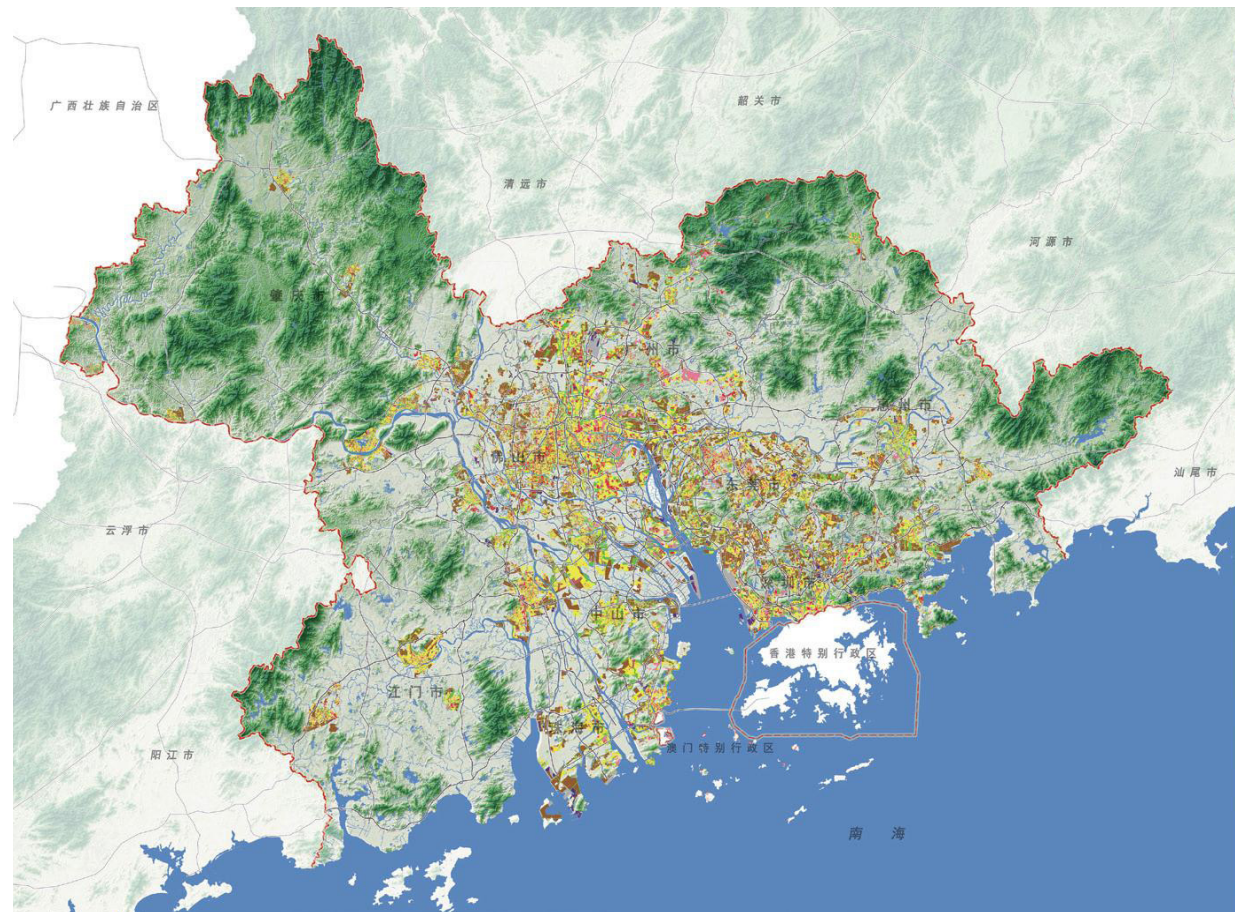 韶关市
广西壮族自治区
清远市
河源市
肇庆市
广州市
惠州市
佛山市
汕尾市
东莞市
云浮市
深圳市
中山市
香港特别行政区
江门市
珠海市
澳门特别行政区
阳江市
南海